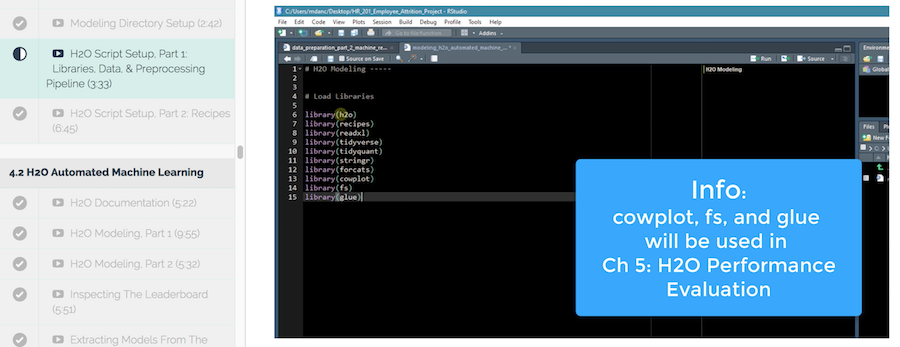 Modeling Directory Setup (2:42)
H2O Script Setup, Part 1:
Libraries, Data, & Preprocessing
Pipeline (3:33)
H2O Script Setup, Part 2: Recipes
(6:45)
4.2 H2O Automated Machine Learning
H2O Documentation (5:22)
H2O Modeling, Part 1 (9:55)
H2O Modeling, Part 2 (5:32)
Inspecting The Leaderboard
(5:51)
Extracting Models From The
C:/Users/mdanc/Desktop/HR_201_Employee_Attrition_Project - RStudio
File Edit Code View Plots Session Build Debug Profile Tools Help
Go to file/function Addins
data_preparation_part_2_machine_re... modeling_h2o_automated_machine_...*
Source on Save Run Source
1 # H2O Modeling -----
2
3
4 # Load Libraries
5
6 library(h2o)
7 library(recipes)
8 library(readxl)
9 library(tidyverse)
10 library(tidyquant)
11 library(stringr)
12 library(forcats)
13 library(cowplot)
14 library(fs)
15 library(glue)
H2O Modeling
Environme
Global
Files Pl
New F
Info:
cowplot, fs, and glue
will be used in
Ch 5: H2O Performance
Evaluation